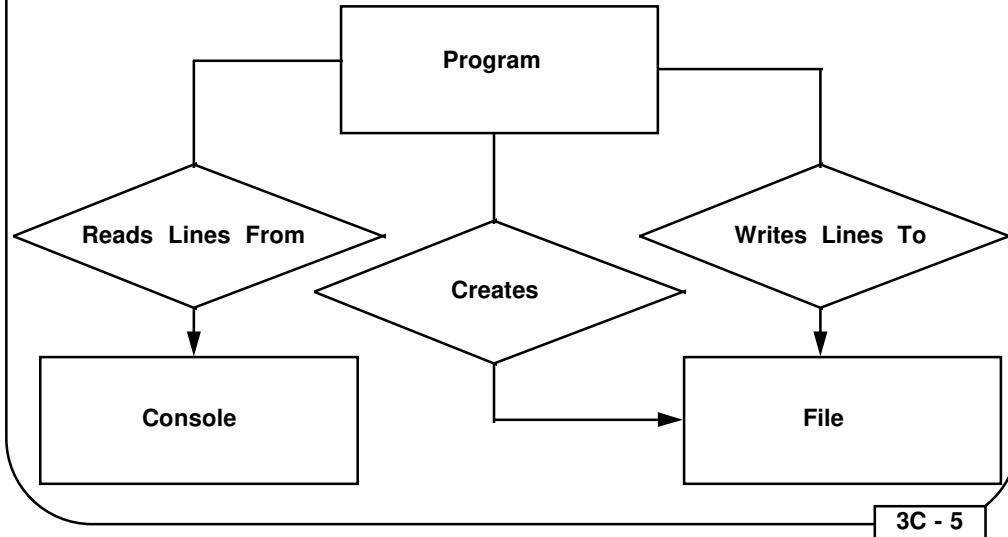 Program
Reads Lines From
Writes Lines To
Creates
Console
File
3C - 5